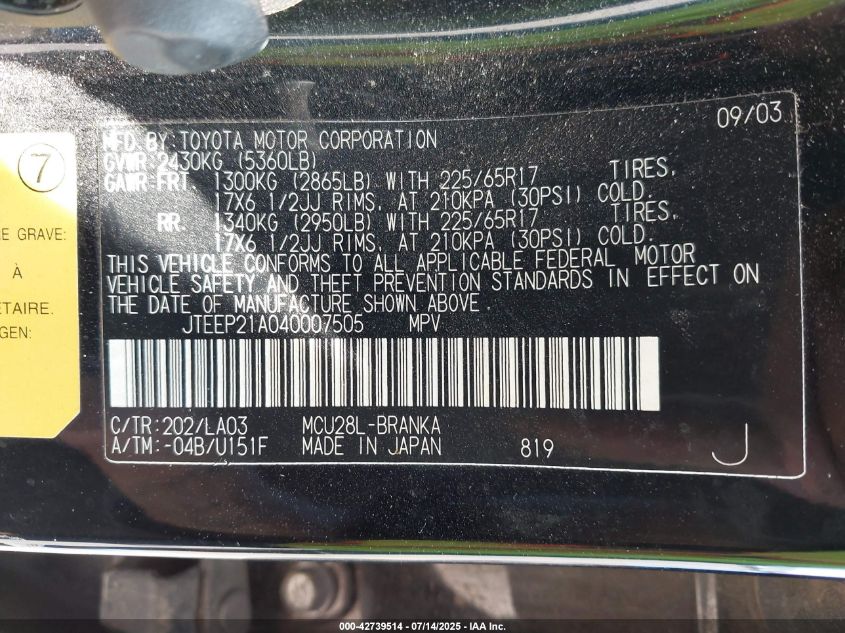 09/03
MFD. BY: TOYOTA MOTOR CORPORATION
GVWR: 2430KG (5360LB)
GAWR-FRT. 1300KG (2865LB) WITH 225/65R17 TIRES,
17X6 1/2JJ RIMS, AT 210KPA (30PSI) COLD.
RR. 1340KG (2950LB) WITH 225/65R17 TIRES,
17X6 1/2JJ RIMS, AT 210KPA (30PSI) COLD.
THIS VEHICLE CONFORMS TO ALL APPLICABLE FEDERAL MOTOR
VEHICLE SAFETY AND THEFT PREVENTION STANDARDS IN EFFECT ON
THE DATE OF MANUFACTURE SHOWN ABOVE.
JTEEP21A040007505 MPV
C/TR: 202/LA03 MCU28L-BRANKA
A/TM: -04B/U151F MADE IN JAPAN 819 J
7
E GRAVE:
À
ÉTAIRE.
GEN:
000-42739514 - 07/14/2025 - IAA Inc.